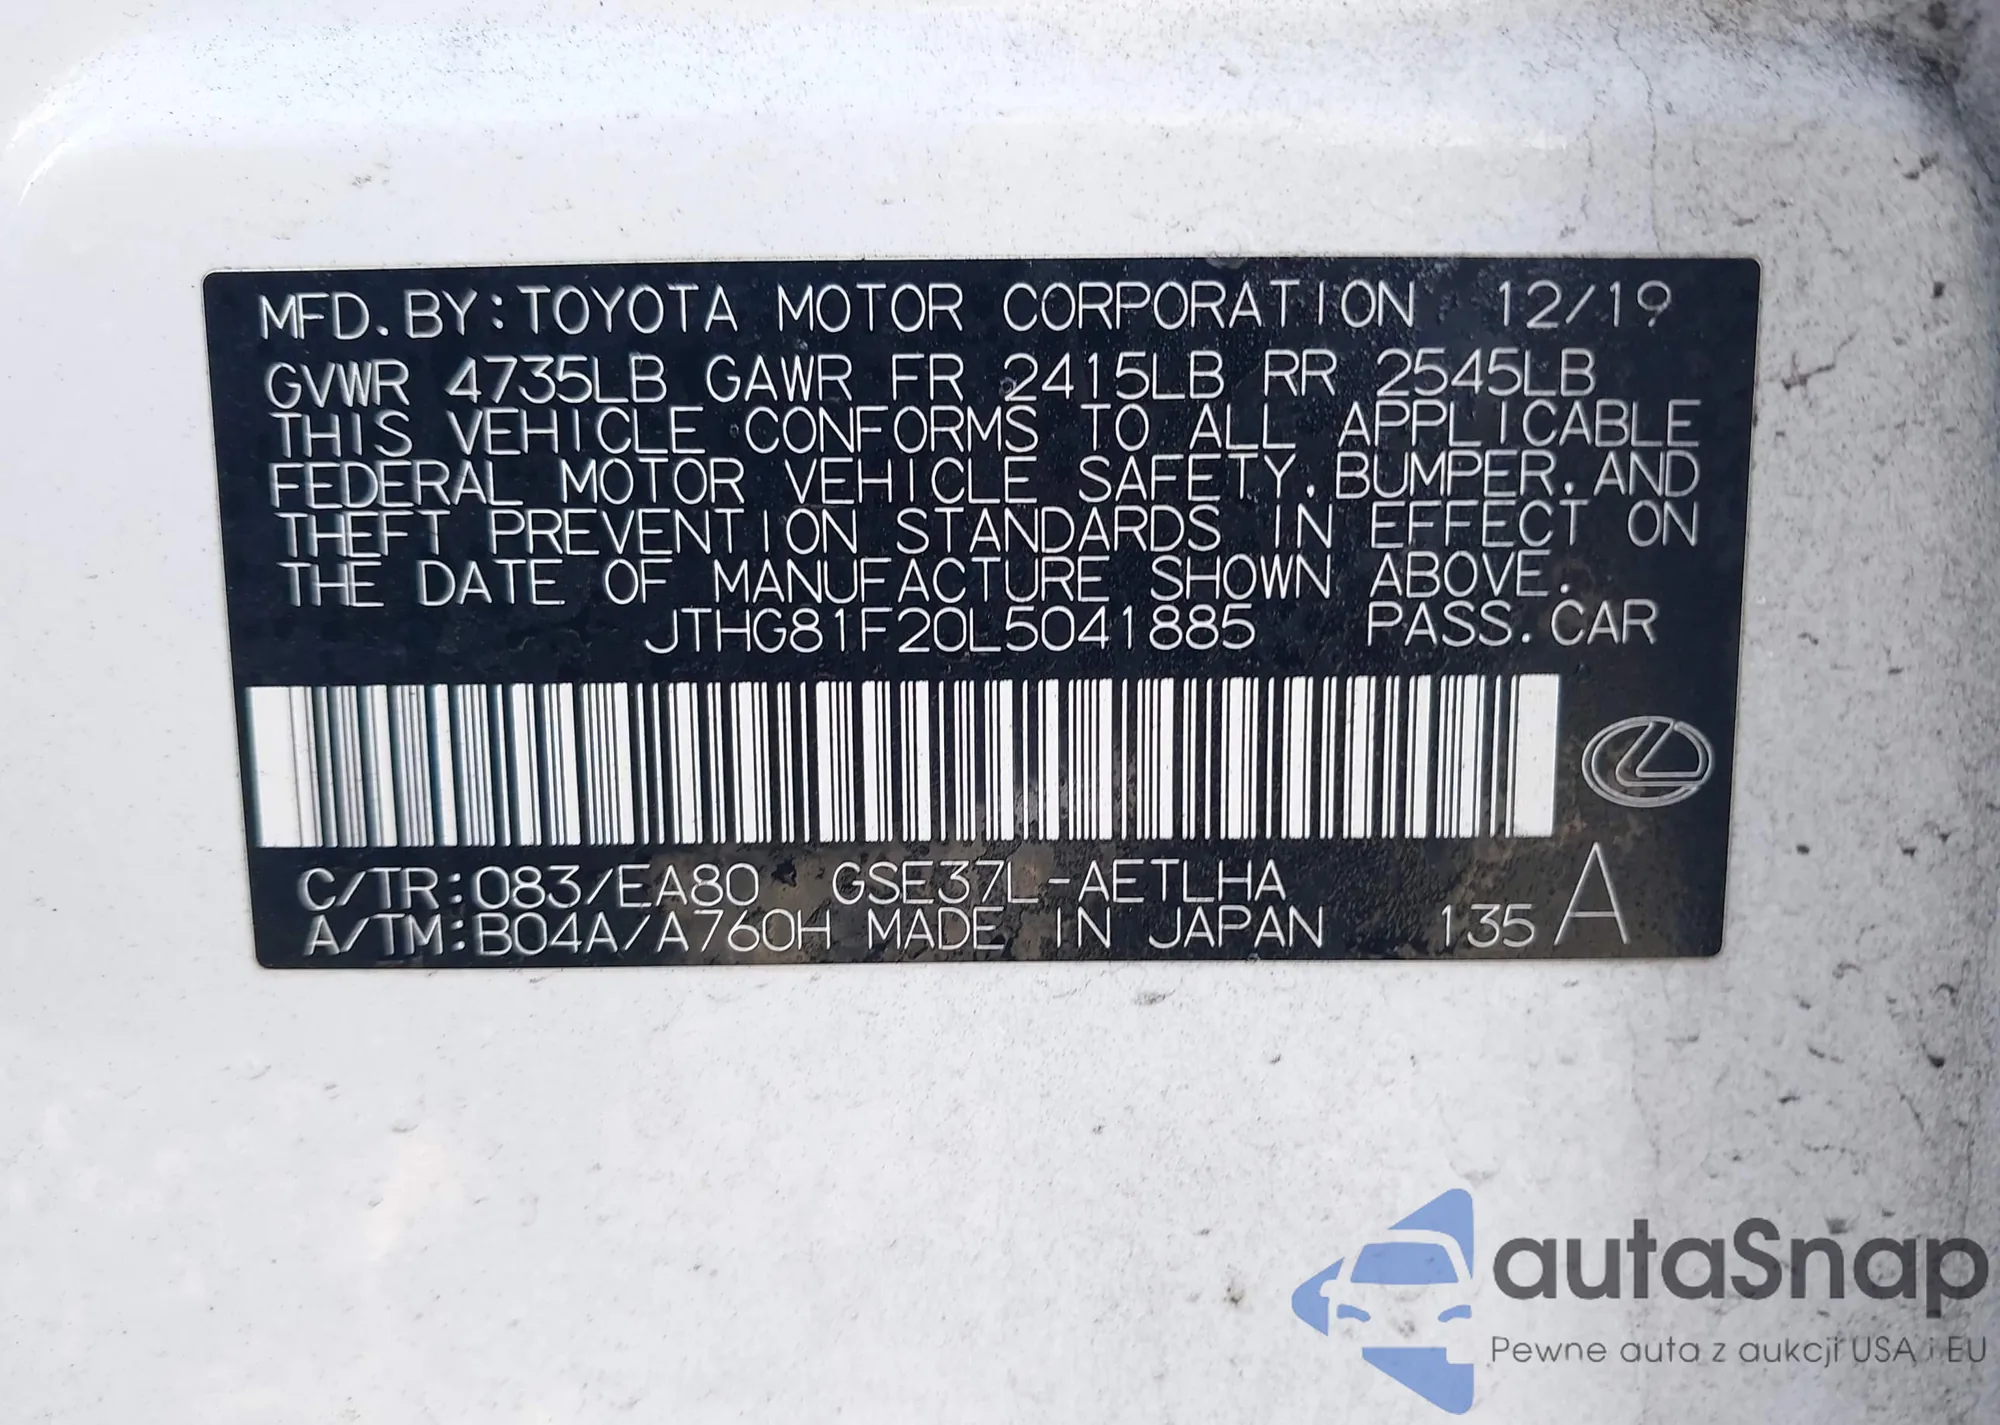 MFD. BY: TOYOTA MOTOR CORPORATION 12/19
GVWR 4735LB GAWR FR 2415LB RR 2545LB
THIS VEHICLE CONFORMS TO ALL APPLICABLE
FEDERAL MOTOR VEHICLE SAFETY, BUMPER, AND
THEFT PREVENTION STANDARDS IN EFFECT ON
THE DATE OF MANUFACTURE SHOWN ABOVE.
JTHG81F20L5041885 PASS. CAR
C/TR: 083/EA80 GSE37L-AETLHA
A/TM: B04A/A760H MADE IN JAPAN 135 A
autaSnap
Pewne auta z aukcji USA i EU